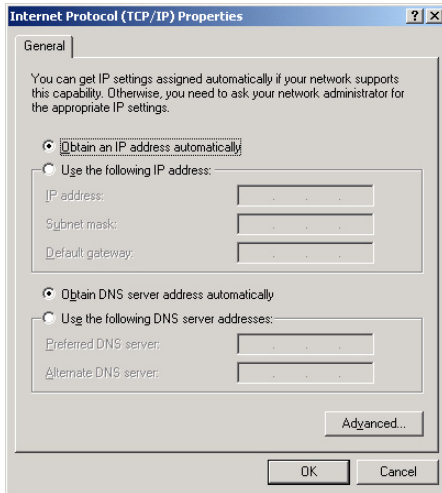 Internet Protocol (TCP/IP) Properties
General
You can get IP settings assigned automatically if your network supports
this capability. Otherwise, you need to ask your network administrator for
the appropriate IP settings.
Obtain an IP address automatically
Use the following IP address:
IP address:
Subnet mask:
Default gateway:
Obtain DNS server address automatically
Use the following DNS server addresses:
Preferred DNS server:
Alternate DNS server:
Advanced...
OK Cancel